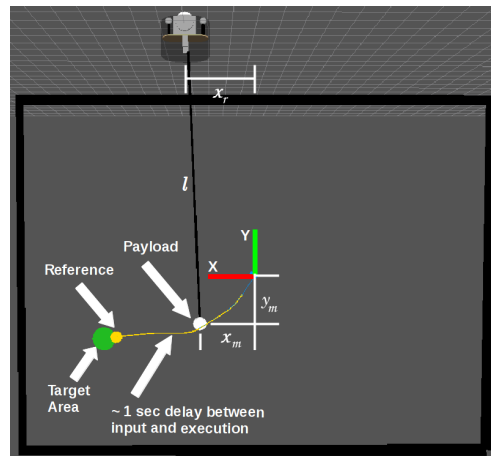 x_r
l
Payload
Y
X
Reference
y_m
x_m
Target
Area
~ 1 sec delay between
input and execution